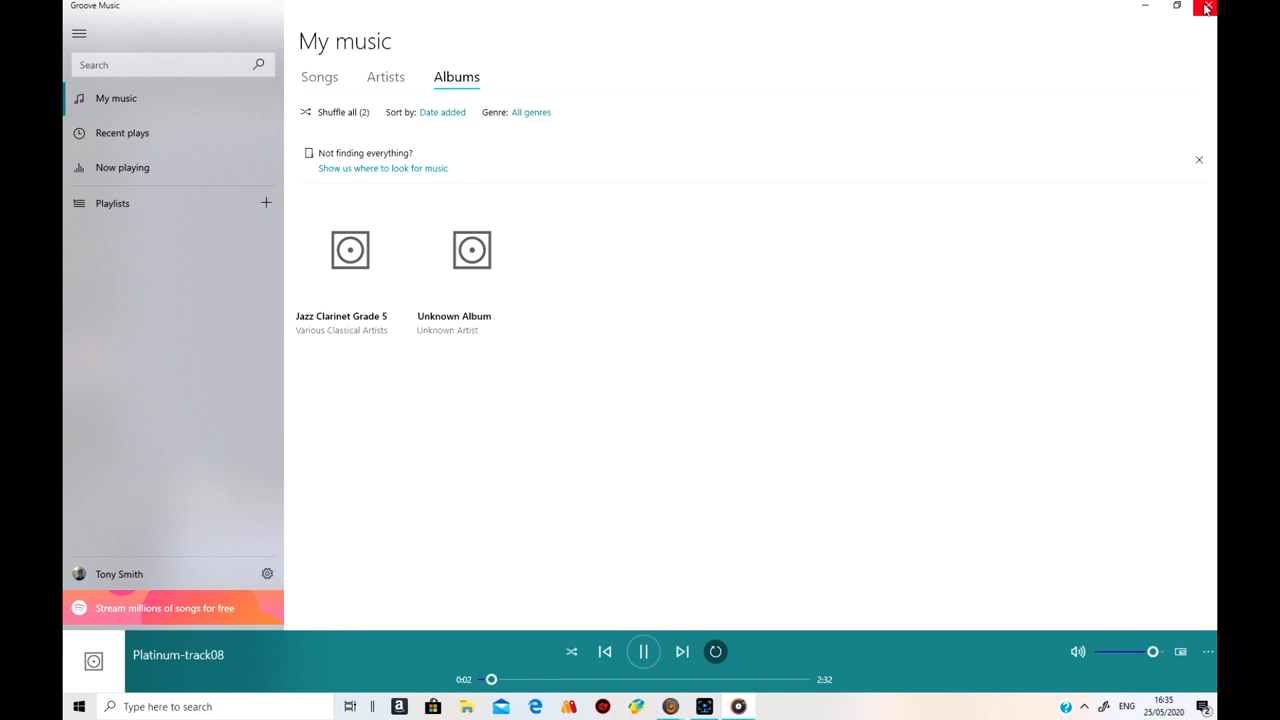 Groove Music
Search
My music
Recent plays
Now playing
Playlists
Tony Smith
Stream millions of songs for free
My music
Songs Artists Albums
Shuffle all (2) Sort by: Date added Genre: All genres
Not finding everything?
Show us where to look for music
Jazz Clarinet Grade 5
Various Classical Artists
Unknown Album
Unknown Artist
Platinum-track08
0:02 2:32
Type here to search
a
ENG
16:35
25/05/2020
2